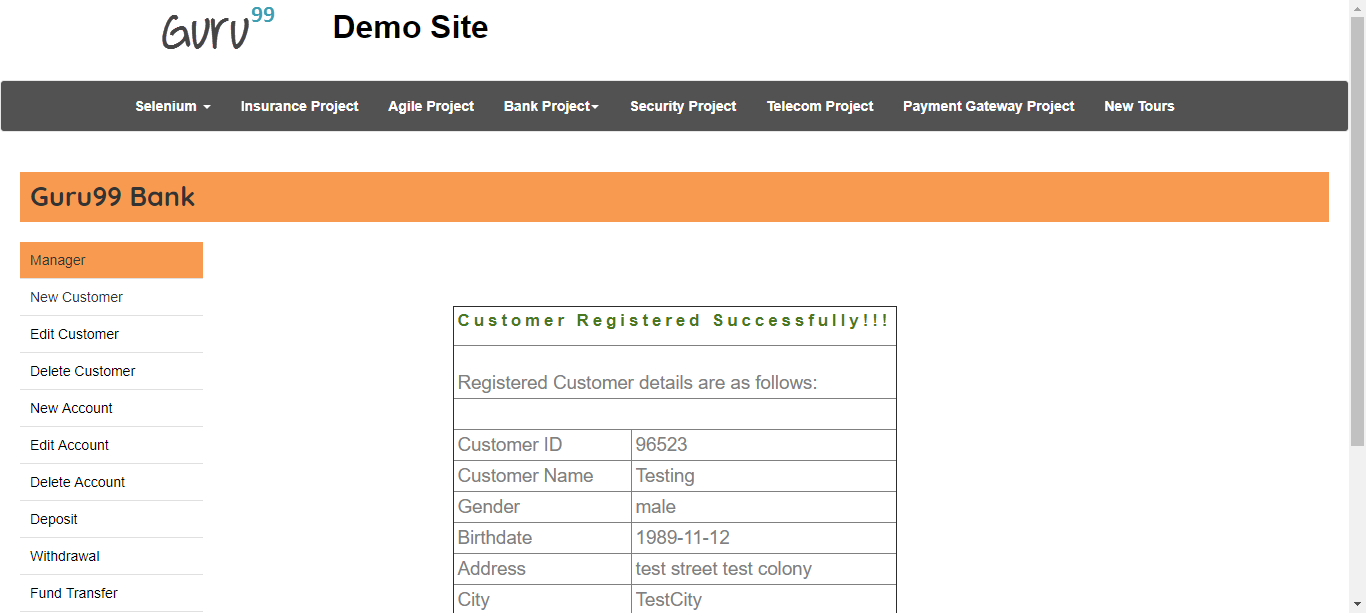 Guru99 Demo Site
Selenium Insurance Project Agile Project Bank Project Security Project Telecom Project Payment Gateway Project New Tours
Guru99 Bank
Manager
New Customer
Edit Customer
Delete Customer
New Account
Edit Account
Delete Account
Deposit
Withdrawal
Fund Transfer
Customer Registered Successfully!!!
Registered Customer details are as follows:
Customer ID 96523
Customer Name Testing
Gender male
Birthdate 1989-11-12
Address test street test colony
City TestCity